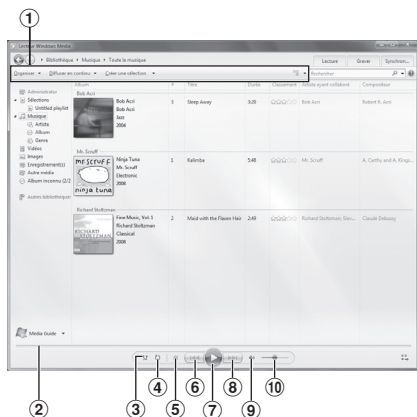 1
Lecteur Windows Media
Bibliothèque ▸ Musique ▸ Toute la musique
Lecture Graver Synchron...
Organiser Diffuser en continu Créer une sélection Rechercher
Album # Titre Durée Classement Artiste ayant collaboré Compositeur
Administrator
Sélections
Untitled playlist
Musique
Artiste
Album
Genre
Vidéos
Images
Enregistrement(s)
Autre média
Album inconnu (2/2
Autres bibliothèque
Bob Acri
Bob Acri 3 Sleep Away 3:20 Bob Acri Robert R. Acri
Bob Acri
Jazz
2004
Mr. Scruff
MR. SCRUFF
ninja tuna
Ninja Tuna 1 Kalimba 5:48 Mr. Scruff A. Carthy and A. Kings...
Mr. Scruff
Electronic
2008
Richard Stoltzman
RICHARD
STOLTZMAN
Fine Music, Vol. 1 2 Maid with the Flaxen Hair 2:49 Richard Stoltzman; Slov... Claude Debussy
Richard Stoltzman
Classical
2008
Media Guide
2 3 4 5 6 7 8 9 10